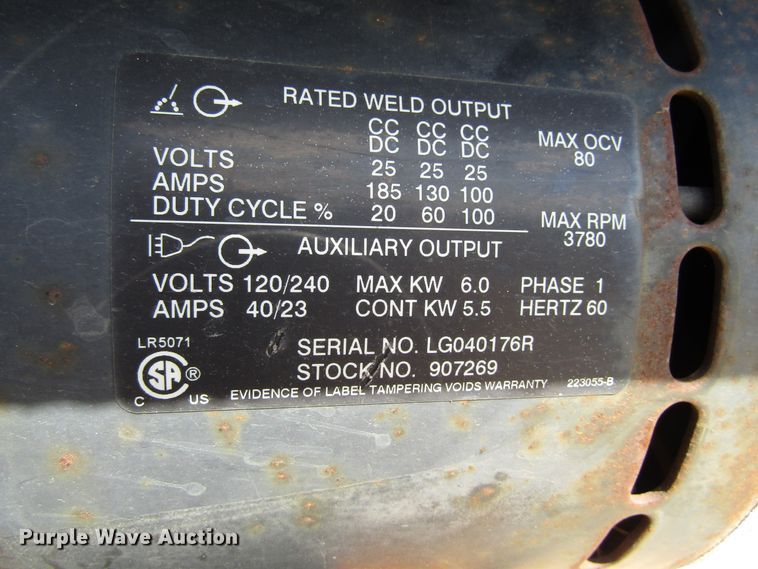 RATED WELD OUTPUT
CC CC CC
DC DC DC
MAX OCV
80
VOLTS 25 25 25
AMPS 185 130 100
DUTY CYCLE % 20 60 100
MAX RPM
3780
AUXILIARY OUTPUT
VOLTS 120/240 MAX KW 6.0 PHASE 1
AMPS 40/23 CONT KW 5.5 HERTZ 60
LR5071
SERIAL NO. LG040176R
STOCK NO. 907269
SA ®
C US
EVIDENCE OF LABEL TAMPERING VOIDS WARRANTY 223055-B
Purple Wave Auction